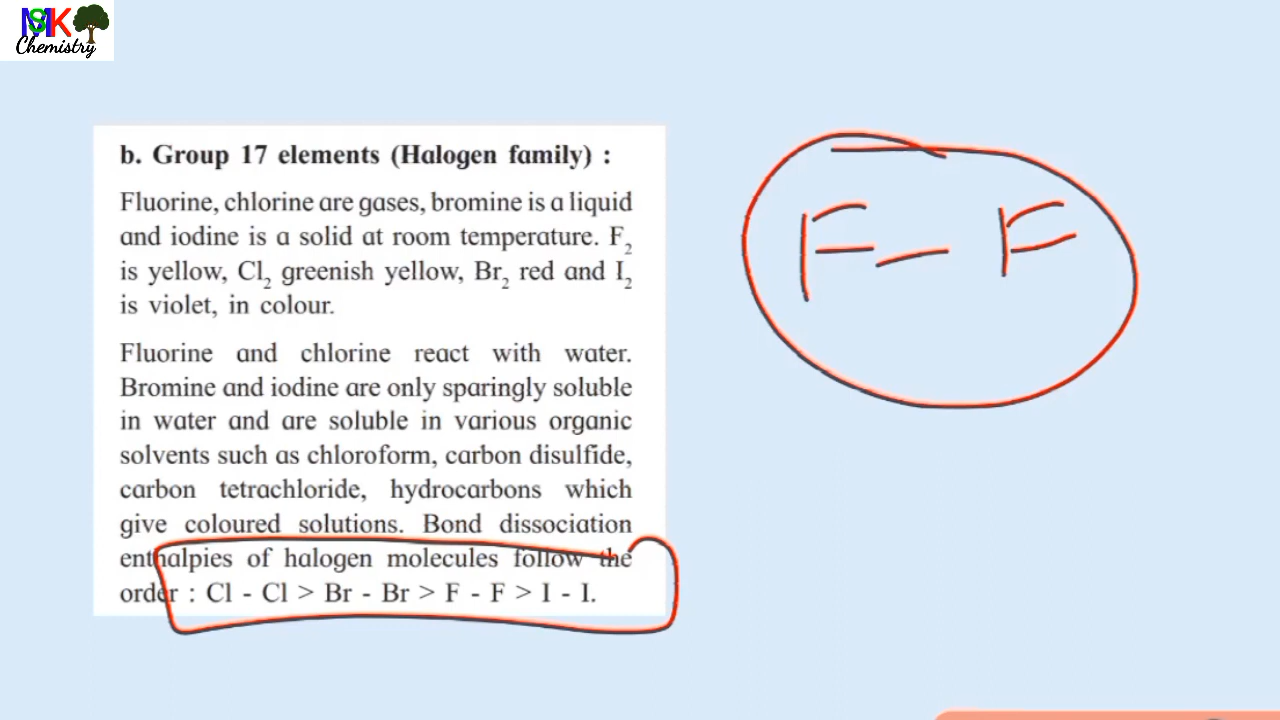 MSK
Chemistry
b. Group 17 elements (Halogen family) :
Fluorine, chlorine are gases, bromine is a liquid
and iodine is a solid at room temperature. F₂
is yellow, Cl₂ greenish yellow, Br₂ red and I₂
is violet, in colour.
Fluorine and chlorine react with water.
Bromine and iodine are only sparingly soluble
in water and are soluble in various organic
solvents such as chloroform, carbon disulfide,
carbon tetrachloride, hydrocarbons which
give coloured solutions. Bond dissociation
enthalpies of halogen molecules follow the
order : Cl - Cl > Br - Br > F - F > I - I.
F - F